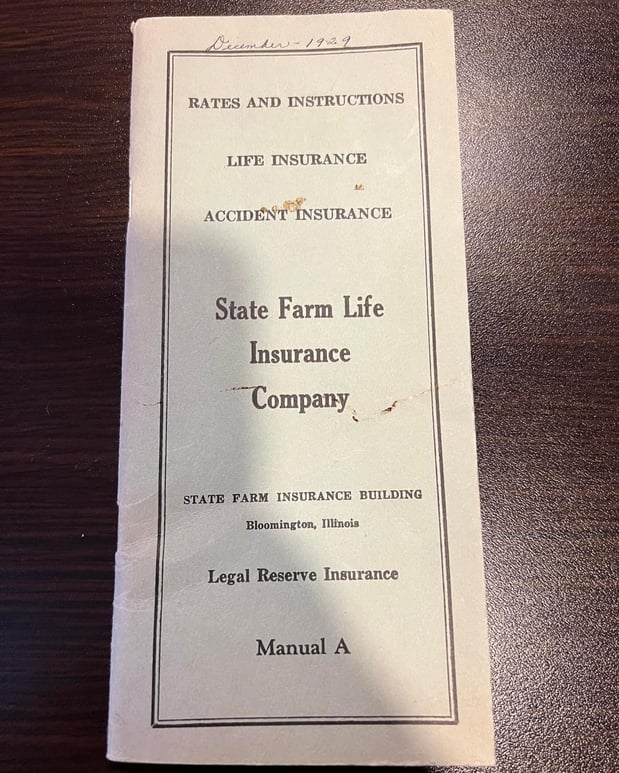 December - 1929
RATES AND INSTRUCTIONS
LIFE INSURANCE
ACCIDENT INSURANCE
State Farm Life
Insurance
Company
STATE FARM INSURANCE BUILDING
Bloomington, Illinois
Legal Reserve Insurance
Manual A